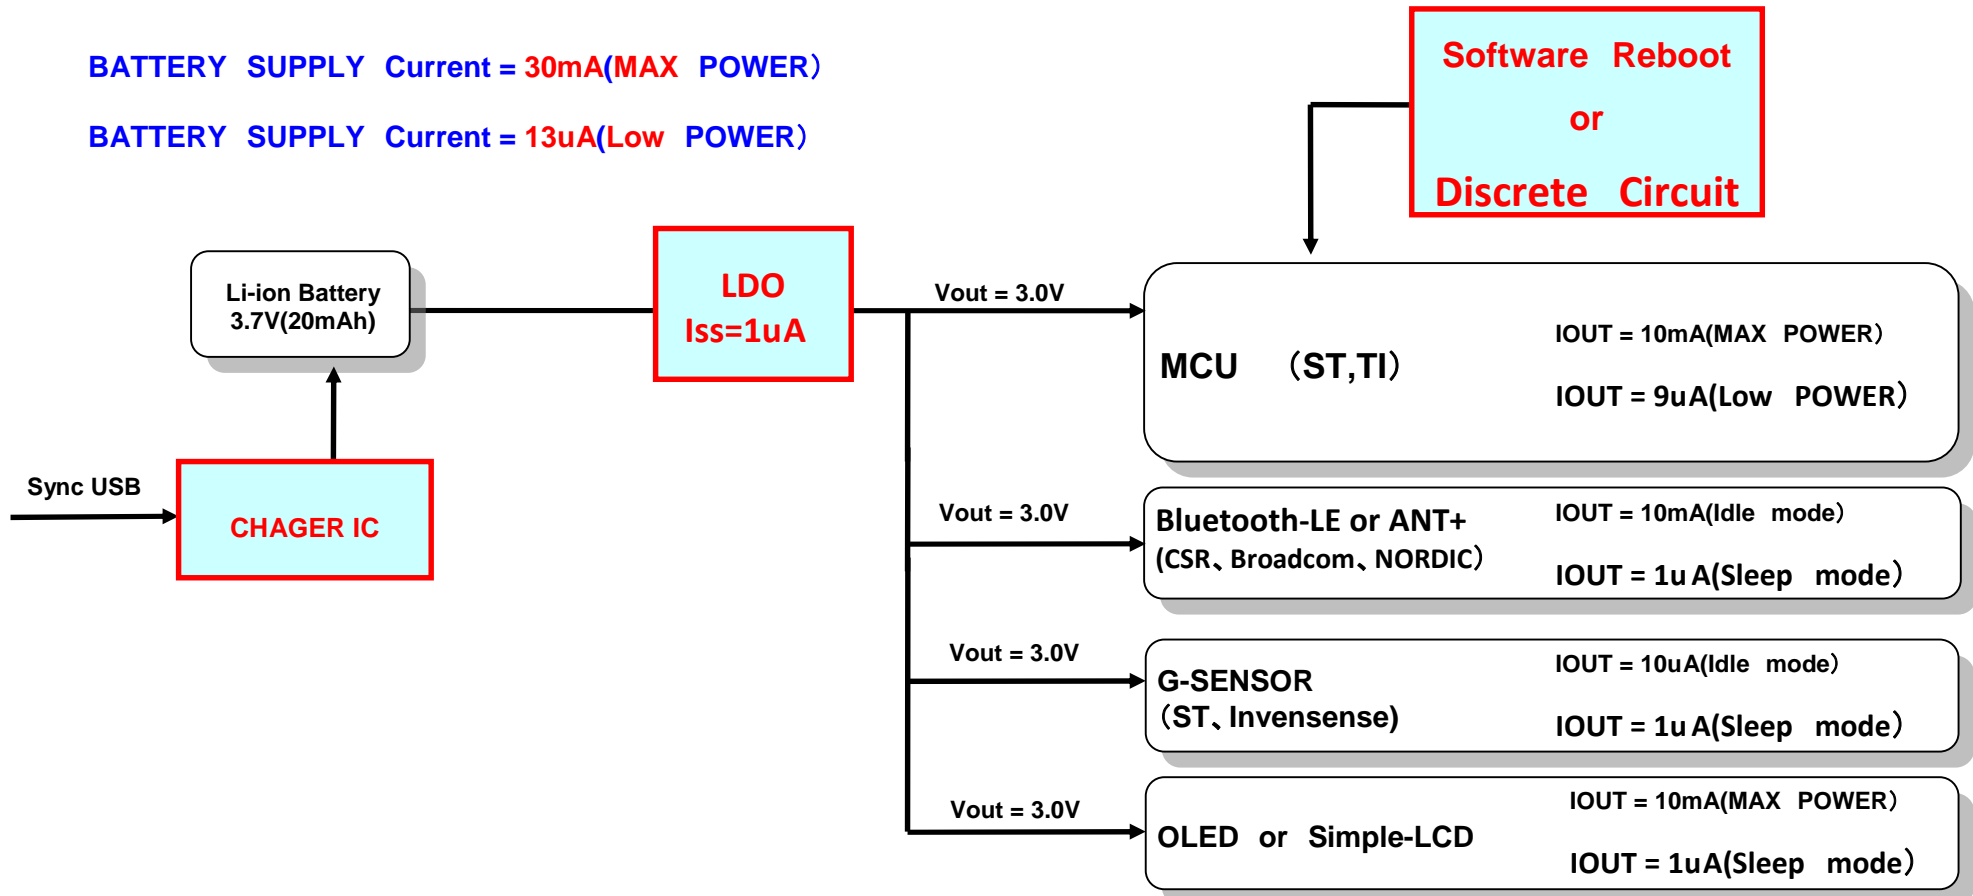 BATTERY SUPPLY Current = 30mA(MAX POWER）
BATTERY SUPPLY Current = 13uA(Low POWER）
Software Reboot
or
Discrete Circuit
Li-ion Battery
3.7V(20mAh)
LDO
Iss=1uA
Vout = 3.0V
MCU （ST,TI）
IOUT = 10mA(MAX POWER）
IOUT = 9uA(Low POWER）
Sync USB
CHAGER IC
Vout = 3.0V
Bluetooth-LE or ANT+
(CSR、Broadcom、NORDIC）
IOUT = 10mA(Idle mode）
IOUT = 1uA(Sleep mode）
Vout = 3.0V
G-SENSOR
（ST、Invensense)
IOUT = 10uA(Idle mode）
IOUT = 1uA(Sleep mode）
Vout = 3.0V
OLED or Simple-LCD
IOUT = 10mA(MAX POWER）
IOUT = 1uA(Sleep mode）